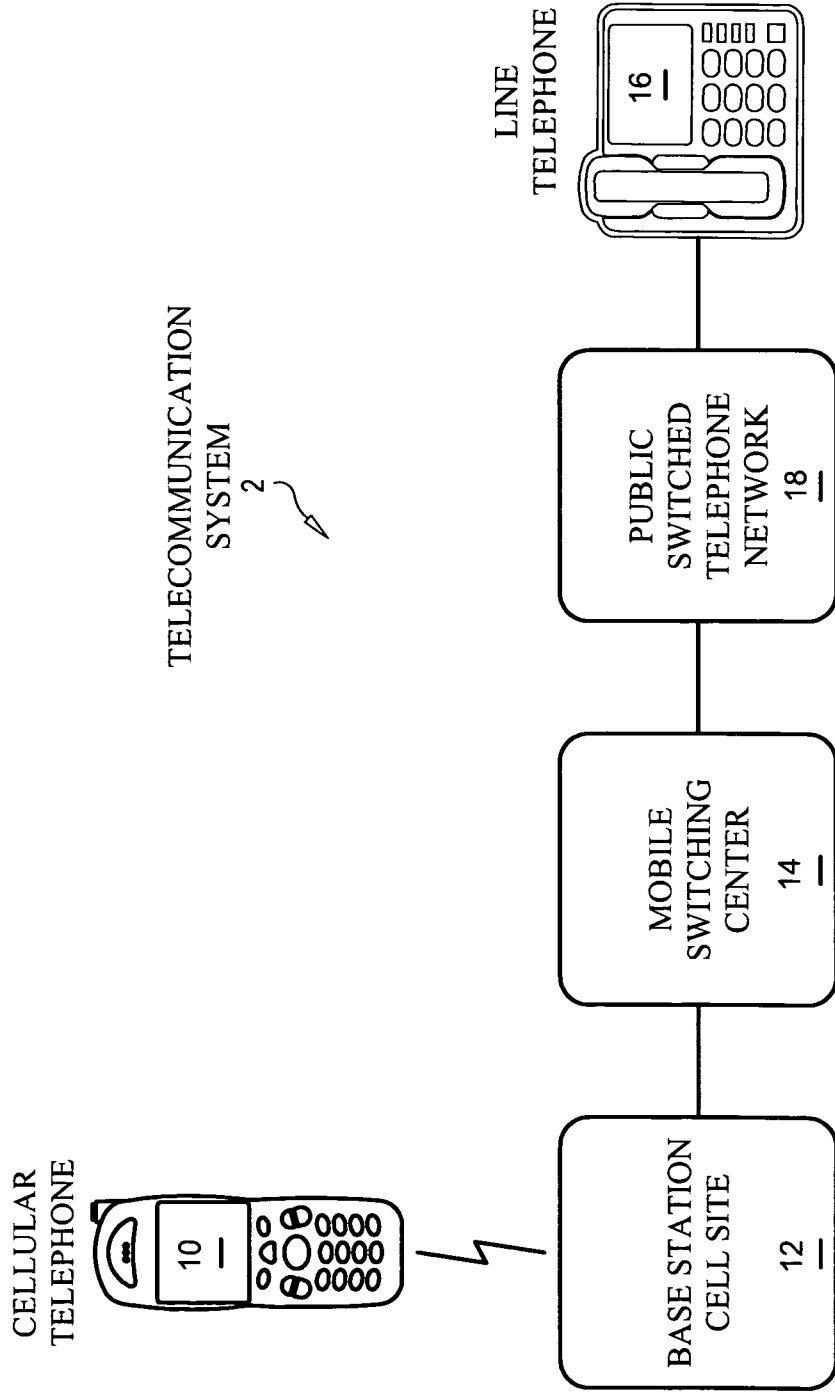 TELECOMMUNICATION
SYSTEM
2
CELLULAR
TELEPHONE
10
BASE STATION
CELL SITE
12
MOBILE
SWITCHING
CENTER
14
PUBLIC
SWITCHED
TELEPHONE
NETWORK
18
LINE
TELEPHONE
16